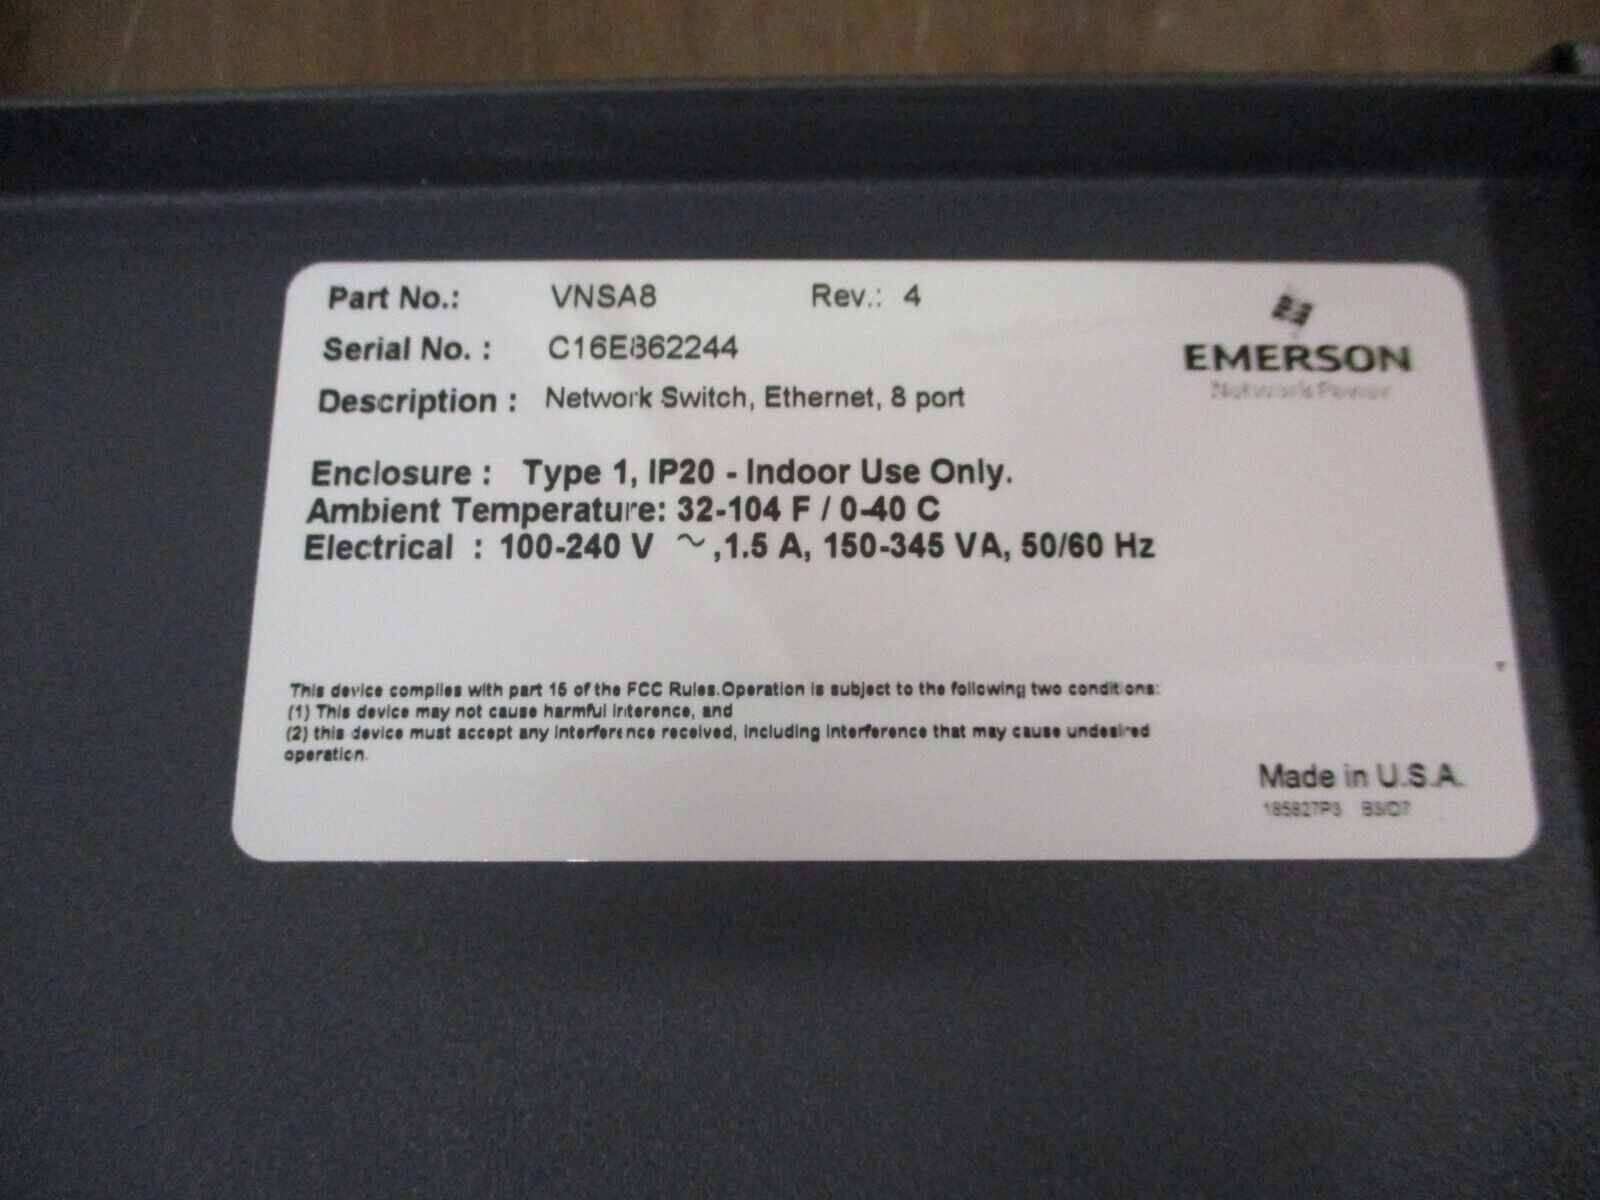 Part No.: VNSA8 Rev.: 4
Serial No. : C16E862244
EMERSON
Network Power
Description : Network Switch, Ethernet, 8 port
Enclosure : Type 1, IP20 - Indoor Use Only.
Ambient Temperature: 32-104 F / 0-40 C
Electrical : 100-240 V ~ ,1.5 A, 150-345 VA, 50/60 Hz
This device complies with part 15 of the FCC Rules.Operation is subject to the following two conditions:
(1) This device may not cause harmful interence, and
(2) this device must accept any interference received, including interference that may cause undesired
operation.
Made in U.S.A.
185827P3 B3/D7